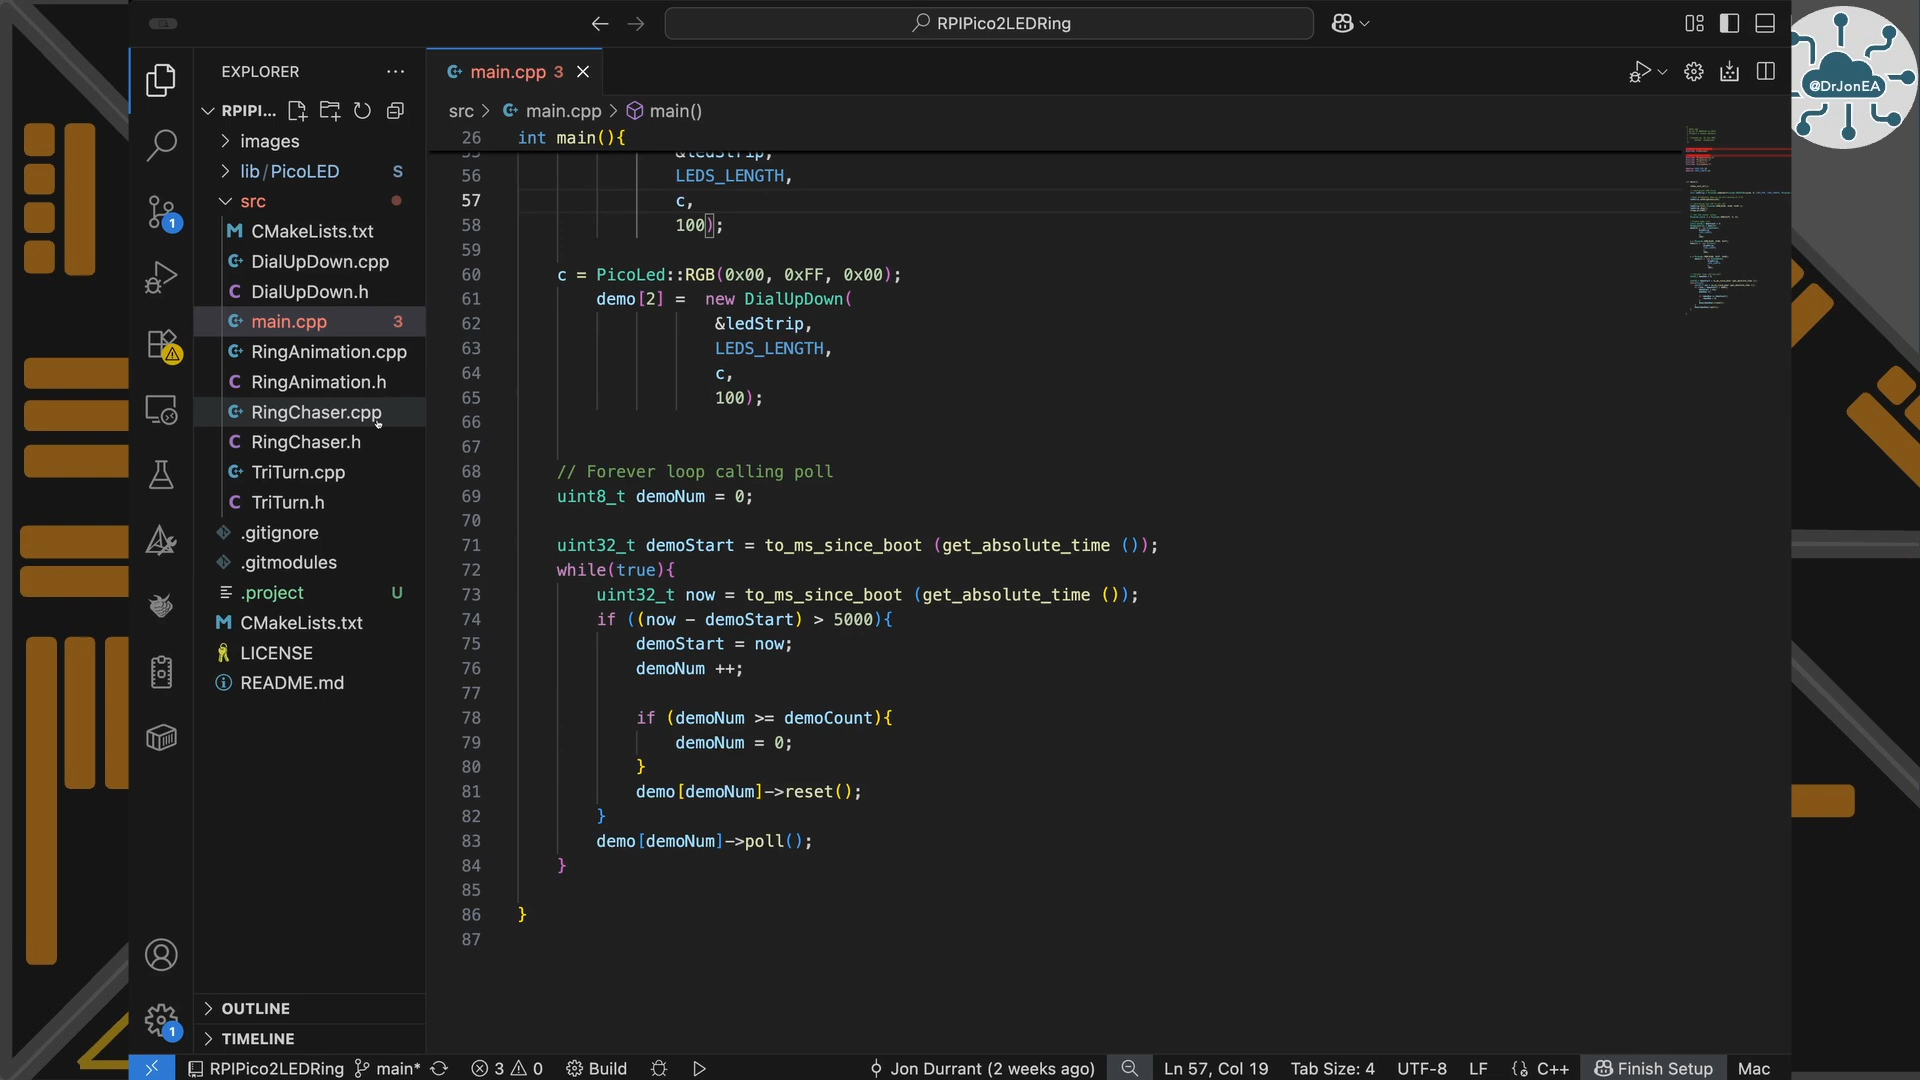 RPIPico2LEDRing
@DrJonEA
EXPLORER
main.cpp 3
RPIPI...
src > main.cpp > main()
images
lib / PicoLED S
src
CMakeLists.txt
DialUpDown.cpp
DialUpDown.h
main.cpp 3
RingAnimation.cpp
RingAnimation.h
RingChaser.cpp
RingChaser.h
TriTurn.cpp
TriTurn.h
.gitignore
.gitmodules
.project U
CMakeLists.txt
LICENSE
README.md
OUTLINE
TIMELINE
1
1
26 int main(){
&ledStrip,
56 LEDS_LENGTH,
57 c,
58 100);
59
60 c = PicoLed::RGB(0x00, 0xFF, 0x00);
61 demo[2] = new DialUpDown(
62 &ledStrip,
63 LEDS_LENGTH,
64 c,
65 100);
66
67
68 // Forever loop calling poll
69 uint8_t demoNum = 0;
70
71 uint32_t demoStart = to_ms_since_boot (get_absolute_time ());
72 while(true){
73 uint32_t now = to_ms_since_boot (get_absolute_time ());
74 if ((now - demoStart) > 5000){
75 demoStart = now;
76 demoNum ++;
77
78 if (demoNum >= demoCount){
79 demoNum = 0;
80 }
81 demo[demoNum]->reset();
82 }
83 demo[demoNum]->poll();
84 }
85
86 }
87
RPIPico2LEDRing main* 3 0 Build Jon Durrant (2 weeks ago) Ln 57, Col 19 Tab Size: 4 UTF-8 LF {} C++ Finish Setup Mac